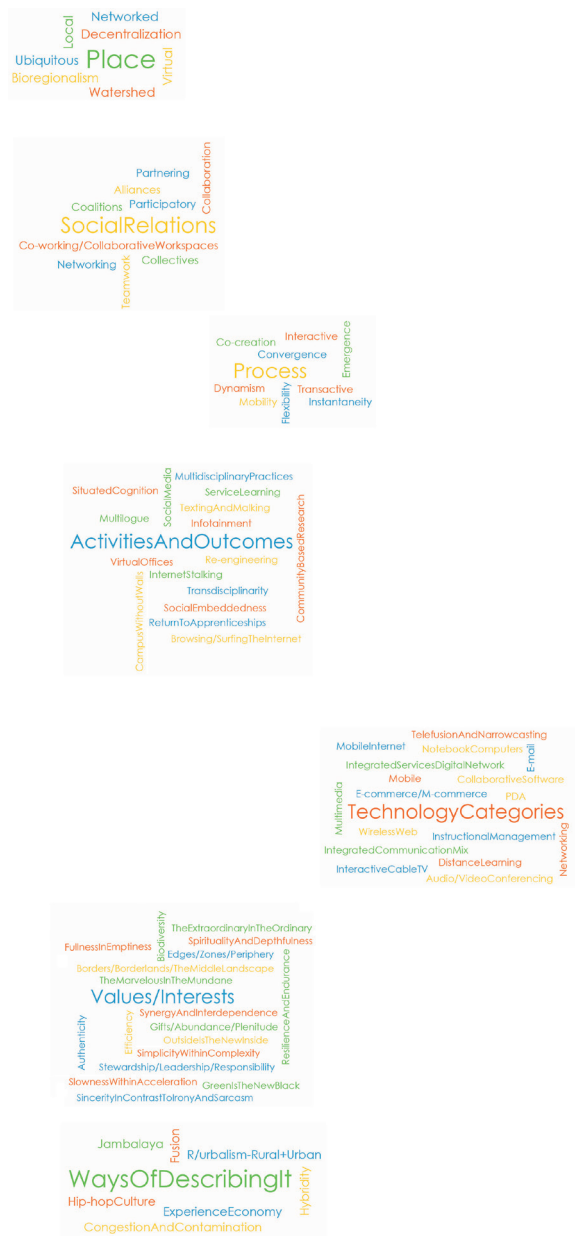 Networked
Local
Decentralization
Ubiquitous
Place
Virtual
Bioregionalism
Watershed
Partnering
Collaboration
Alliances
Coalitions
Participatory
SocialRelations
Co-working/CollaborativeWorkspaces
Networking
Teamwork
Collectives
Co-creation
Interactive
Emergence
Convergence
Process
Dynamism
Flexibility
Transactive
Mobility
Instantaneity
MultidisciplinaryPractices
SituatedCognition
SocialMedia
ServiceLearning
TextingAndMalking
Multilogue
Infotainment
CommunityBasedResearch
ActivitiesAndOutcomes
VirtualOffices
Re-engineering
InternetStalking
CampusWithoutWalls
Transdisciplinarity
SocialEmbeddedness
ReturnToApprenticeships
Browsing/SurfingTheInternet
TelefusionAndNarrowcasting
MobileInternet
NotebookComputers
E-mail
IntegratedServicesDigitalNetwork
Mobile
CollaborativeSoftware
Multimedia
E-commerce/M-commerce
PDA
TechnologyCategories
WirelessWeb
InstructionalManagement
Networking
IntegratedCommunicationMix
DistanceLearning
InteractiveCableTV
Audio/VideoConferencing
Biodiversity
TheExtraordinaryInTheOrdinary
FullnessInEmptiness
SpiritualityAndDepthfulness
Edges/Zones/Periphery
Borders/Borderlands/TheMiddleLandscape
TheMarvelousInTheMundane
ResilienceAndEndurance
Values/Interests
SynergyAndInterdependence
Authenticity
Efficiency
Gifts/Abundance/Plenitude
OutsideIsTheNewInside
SimplicityWithinComplexity
Stewardship/Leadership/Responsibility
SlownessWithinAcceleration
GreenIsTheNewBlack
SincerityInContrastToIronyAndSarcasm
Jambalaya
Fusion
R/urbalism-Rural+Urban
WaysOfDescribingIt
Hybridity
Hip-hopCulture
ExperienceEconomy
CongestionAndContamination